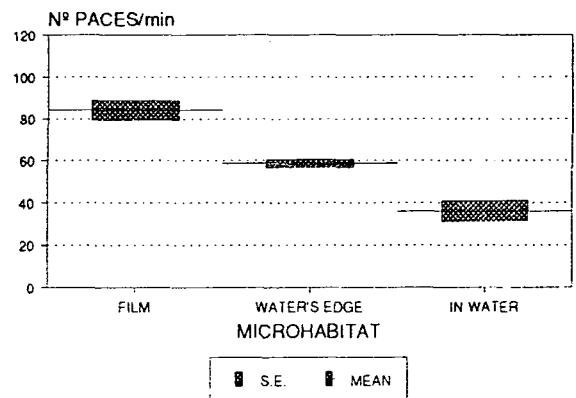 Nº PACES/min
120
100
80
60
40
20
0
FILM WATER'S EDGE IN WATER
MICROHABITAT
S.E. MEAN